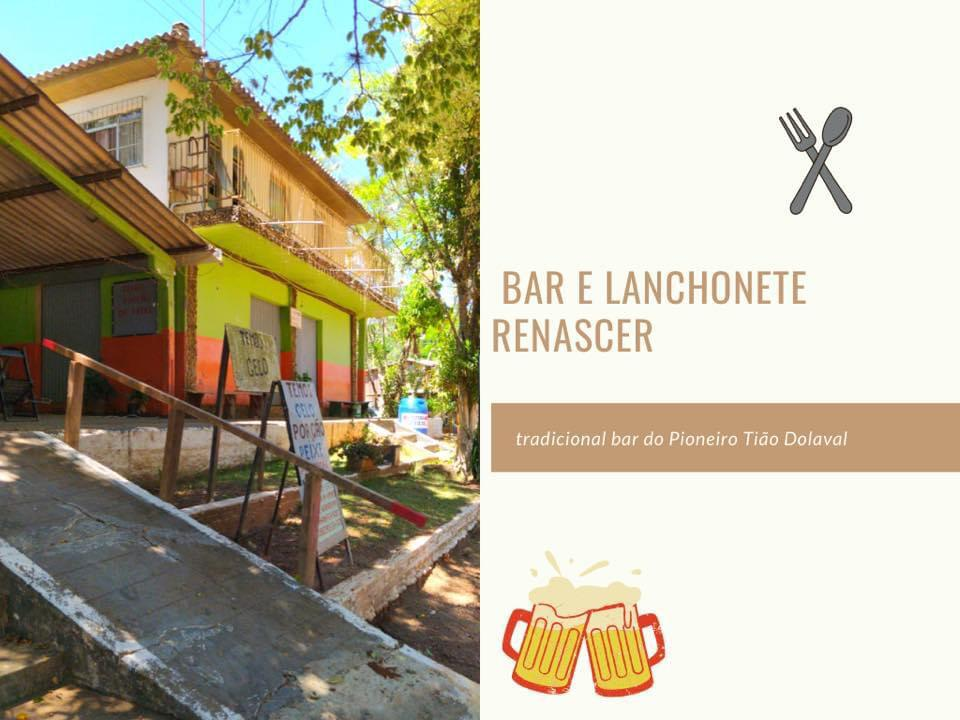 TEMOS
GELO
TEMOS
GELO
PORÇÃO
PEIXE
BAR E LANCHONETE
RENASCER
tradicional bar do Pioneiro Tião Dolaval